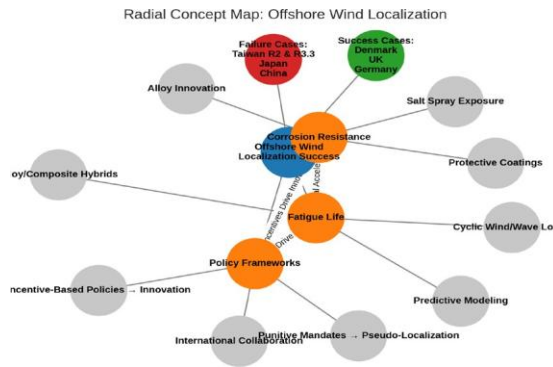 Radial Concept Map: Offshore Wind Localization
Failure Cases:
Taiwan R2 & R3.3
Japan
China
Success Cases:
Denmark
UK
Germany
Alloy Innovation
Salt Spray Exposure
Corrosion Resistance
Offshore Wind
Localization Success
Protective Coatings
oy/Composite Hybrids
Fatigue Life
Cyclic Wind/Wave Lo
Drive
Policy Frameworks
ncentive-Based Policies → Innovation
Predictive Modeling
International Collaboration
Punitive Mandates → Pseudo-Localization